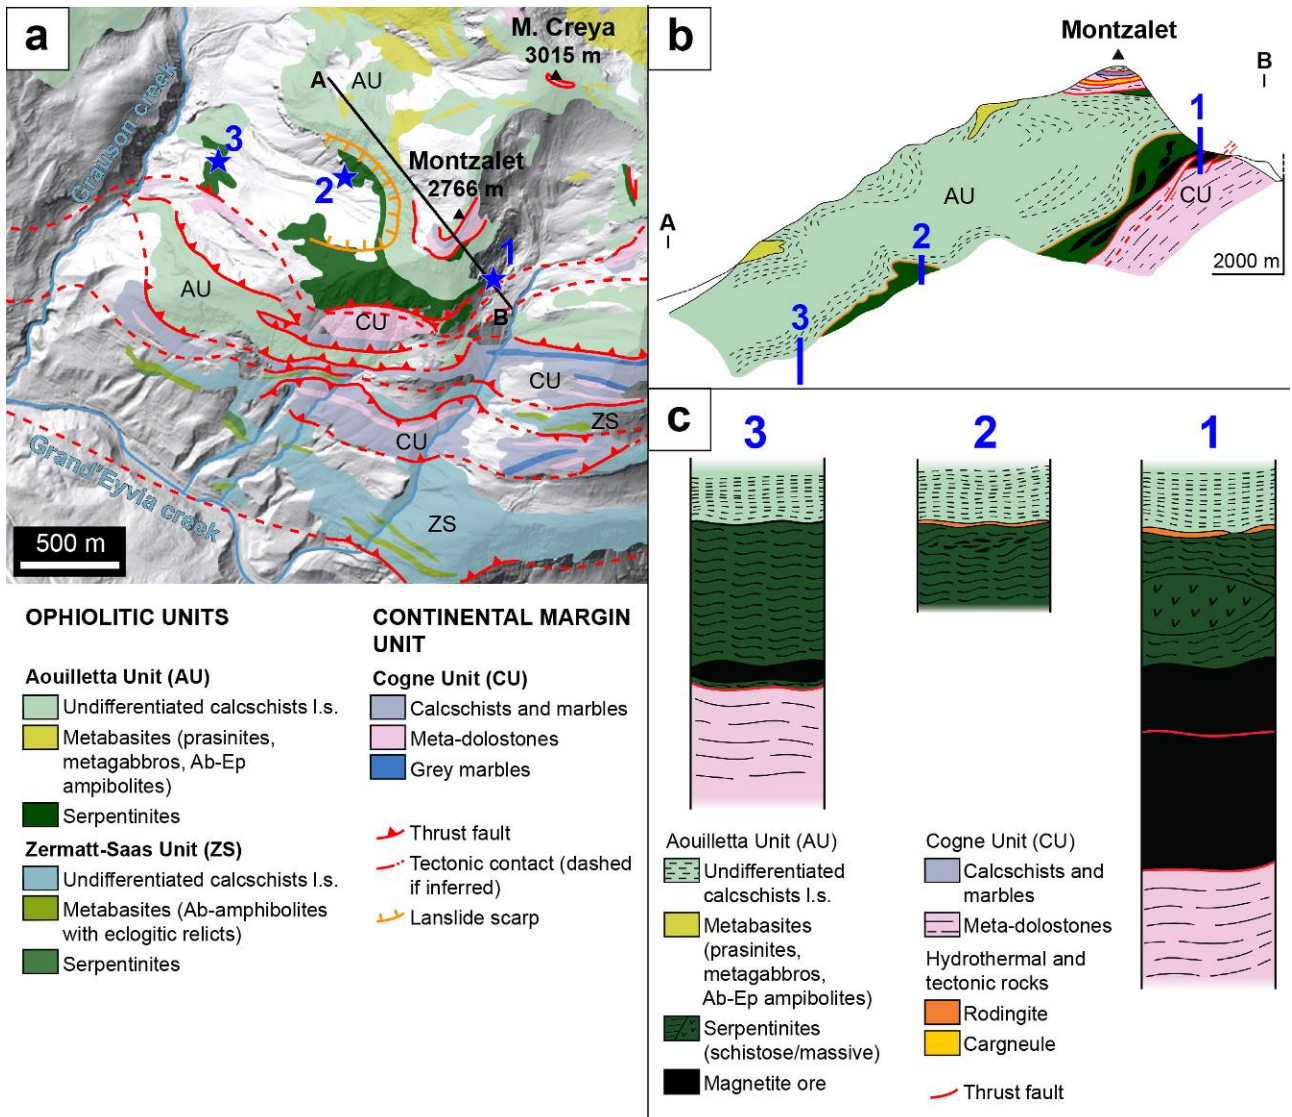 a
M. Creya
3015 m
A
AU
Grauson creek
3
2
Montzalet
2766 m
1
AU
CU
B
CU
ZS
CU
Grand'Eyvia creek
ZS
500 m
b
Montzalet
B
1
CU
AU
A
2
2000 m
3
OPHIOLITIC UNITS
Aouilletta Unit (AU)
Undifferentiated calcschists l.s.
Metabasites (prasinites,
metagabbros, Ab-Ep
ampibolites)
Serpentinites
Zermatt-Saas Unit (ZS)
Undifferentiated calcschists l.s.
Metabasites (Ab-amphibolites
with eclogitic relicts)
Serpentinites
CONTINENTAL MARGIN
UNIT
Cogne Unit (CU)
Calcschists and marbles
Meta-dolostones
Grey marbles
Thrust fault
Tectonic contact (dashed
if inferred)
Lanslide scarp
c
3
2
1
Aouilletta Unit (AU)
Undifferentiated
calcschists l.s.
Metabasites
(prasinites,
metagabbros,
Ab-Ep ampibolites)
Serpentinites
(schistose/massive)
Magnetite ore
Cogne Unit (CU)
Calcschists and
marbles
Meta-dolostones
Hydrothermal and
tectonic rocks
Rodingite
Cargneule
Thrust fault